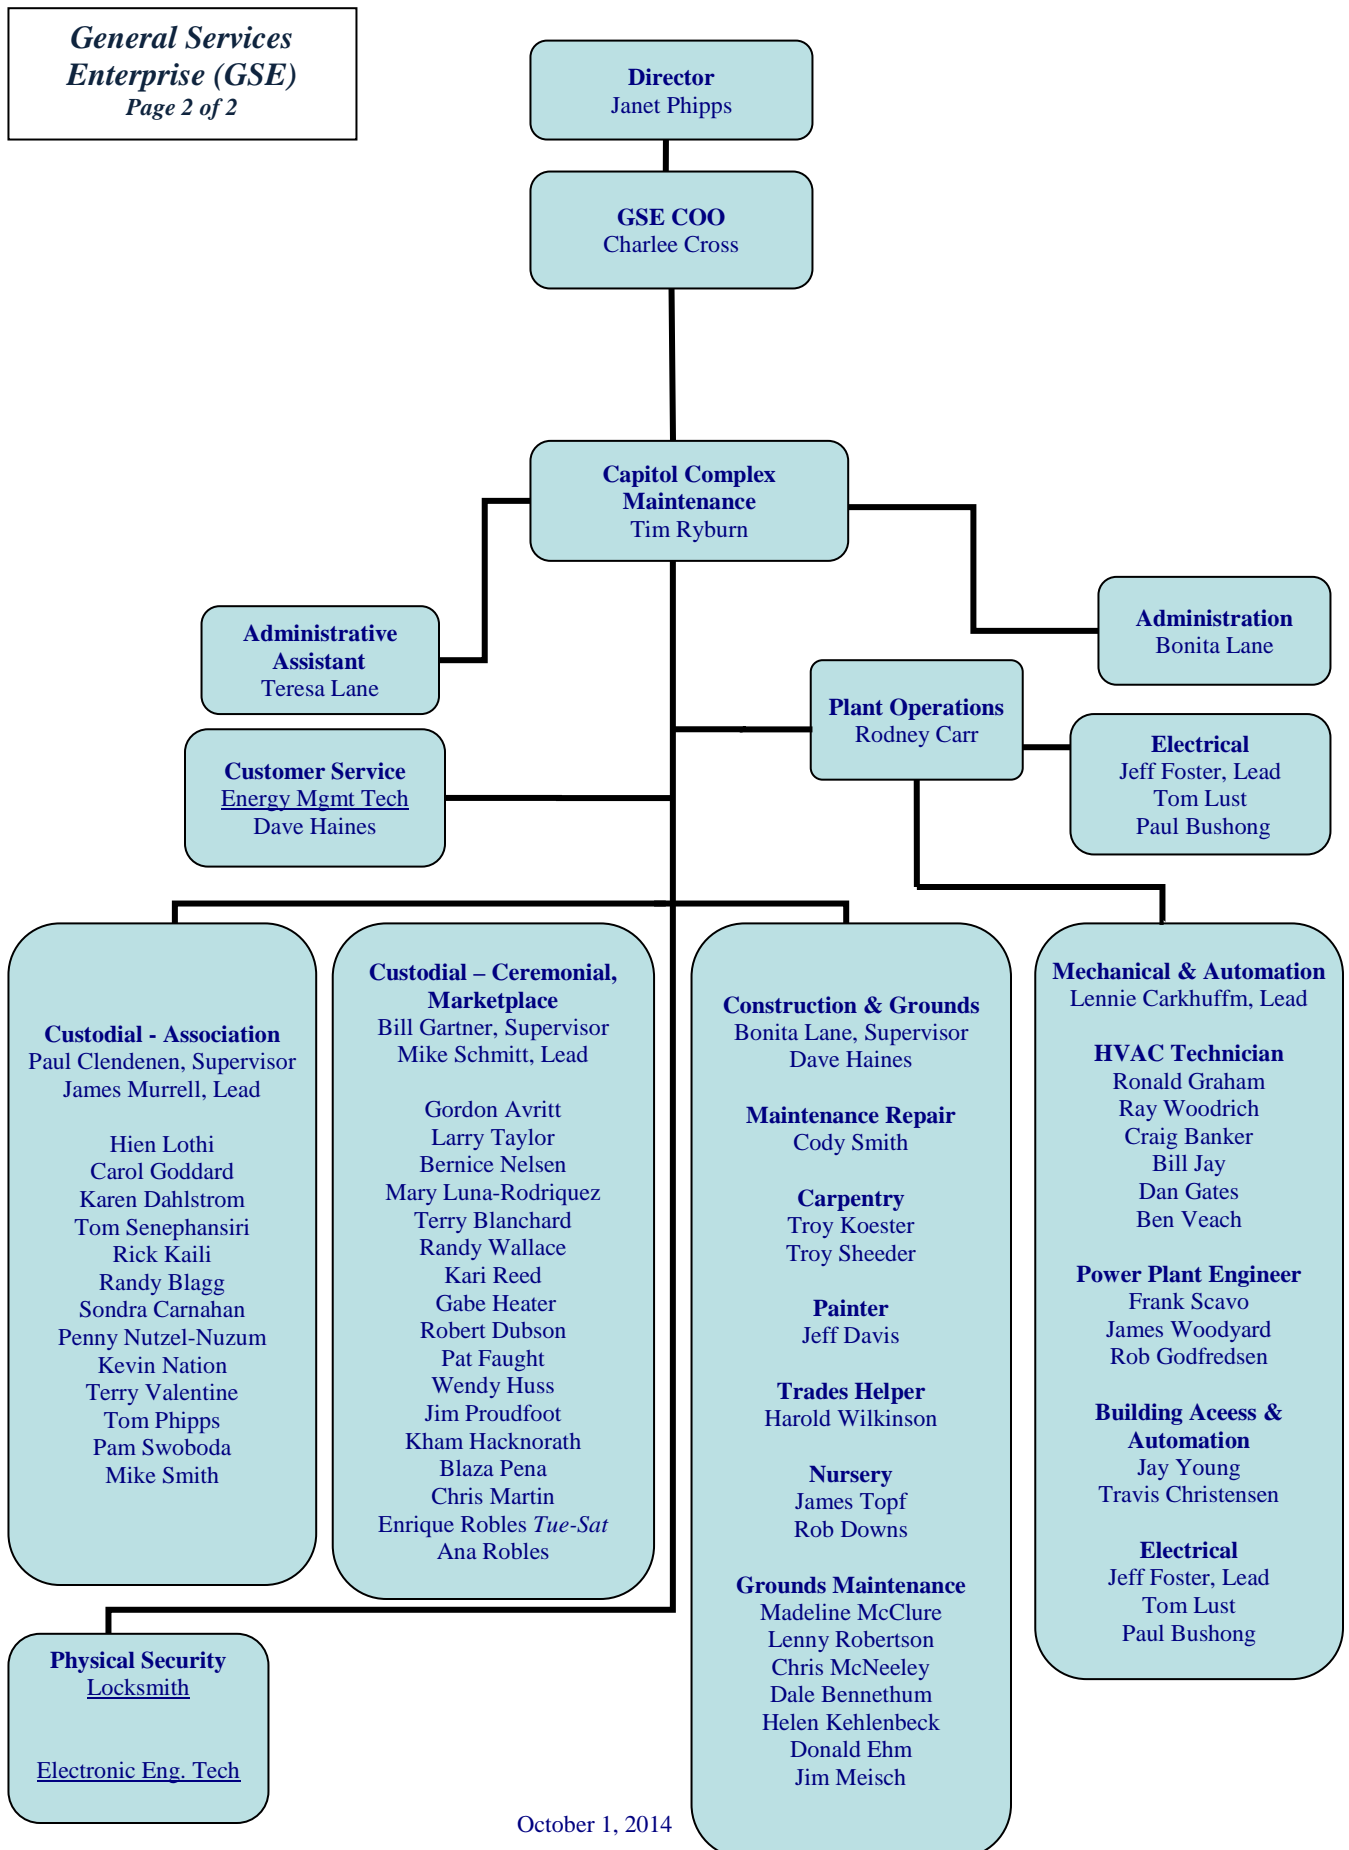 General Services
Enterprise (GSE)
Page 2 of 2
Director
Janet Phipps
GSE COO
Charlee Cross
Capitol Complex
Maintenance
Tim Ryburn
Administrative
Assistant
Teresa Lane
Administration
Bonita Lane
Plant Operations
Rodney Carr
Customer Service
Energy Mgmt Tech
Dave Haines
Electrical
Jeff Foster, Lead
Tom Lust
Paul Bushong
Custodial - Association
Paul Clendenen, Supervisor
James Murrell, Lead
Hien Lothi
Carol Goddard
Karen Dahlstrom
Tom Senephansiri
Rick Kaili
Randy Blagg
Sondra Carnahan
Penny Nutzel-Nuzum
Kevin Nation
Terry Valentine
Tom Phipps
Pam Swoboda
Mike Smith
Custodial – Ceremonial,
Marketplace
Bill Gartner, Supervisor
Mike Schmitt, Lead
Gordon Avritt
Larry Taylor
Bernice Nelsen
Mary Luna-Rodriquez
Terry Blanchard
Randy Wallace
Kari Reed
Gabe Heater
Robert Dubson
Pat Faught
Wendy Huss
Jim Proudfoot
Kham Hacknorath
Blaza Pena
Chris Martin
Enrique Robles Tue-Sat
Ana Robles
Construction & Grounds
Bonita Lane, Supervisor
Dave Haines
Maintenance Repair
Cody Smith
Carpentry
Troy Koester
Troy Sheeder
Painter
Jeff Davis
Trades Helper
Harold Wilkinson
Nursery
James Topf
Rob Downs
Grounds Maintenance
Madeline McClure
Lenny Robertson
Chris McNeeley
Dale Bennethum
Helen Kehlenbeck
Donald Ehm
Jim Meisch
Mechanical & Automation
Lennie Carkhuffm, Lead
HVAC Technician
Ronald Graham
Ray Woodrich
Craig Banker
Bill Jay
Dan Gates
Ben Veach
Power Plant Engineer
Frank Scavo
James Woodyard
Rob Godfredsen
Building Aceess &
Automation
Jay Young
Travis Christensen
Electrical
Jeff Foster, Lead
Tom Lust
Paul Bushong
Physical Security
Locksmith
Electronic Eng. Tech
October 1, 2014